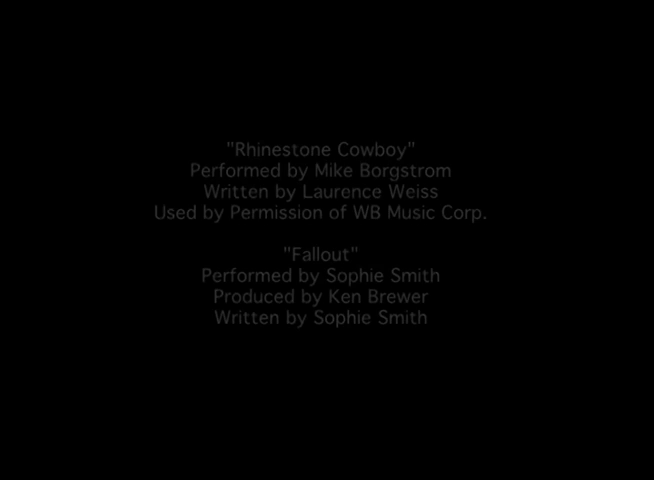 "Rhinestone Cowboy"
Performed by Mike Borgstrom
Written by Laurence Weiss
Used by Permission of WB Music Corp.
"Fallout"
Performed by Sophie Smith
Produced by Ken Brewer
Written by Sophie Smith